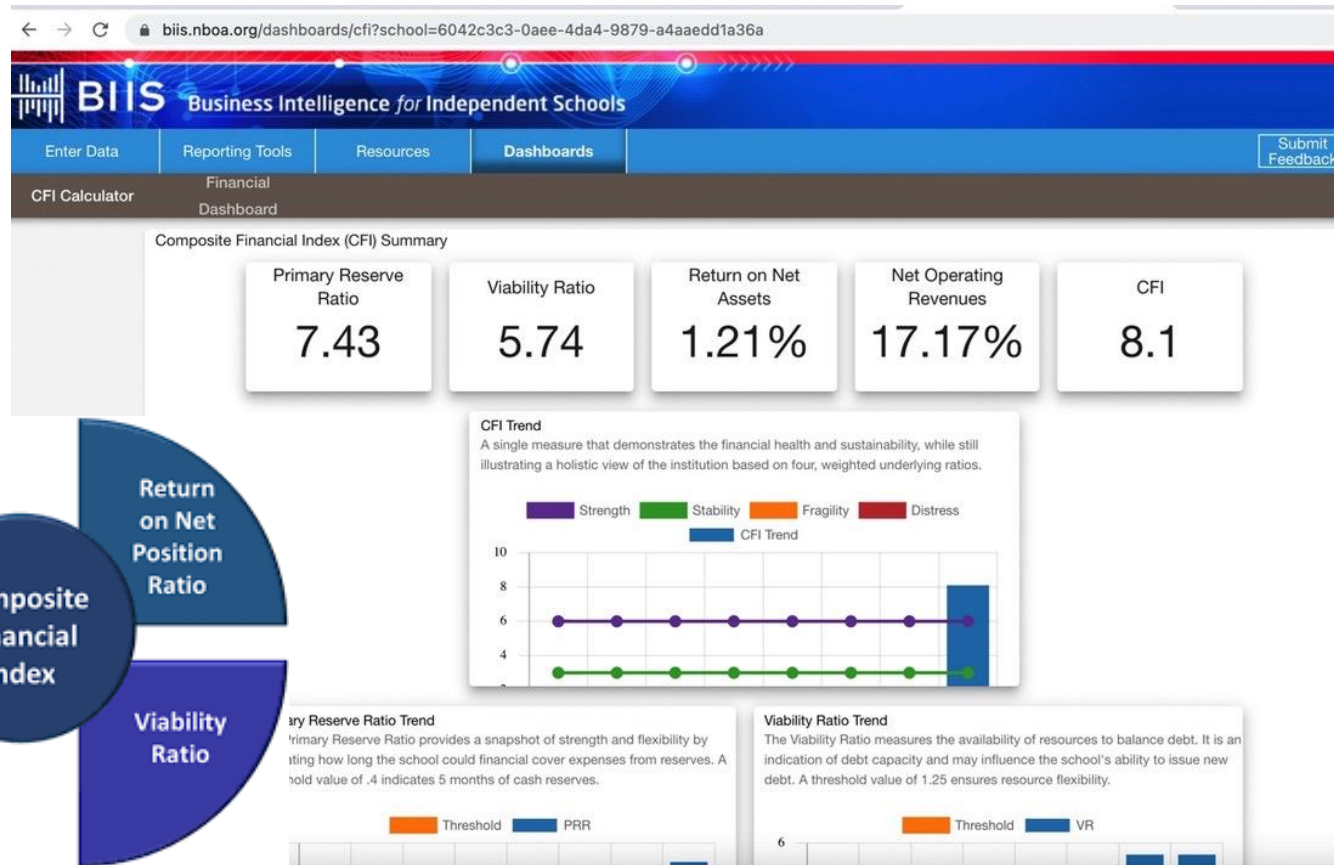 biis.nboa.org/dashboards/cfi?school=6042c3c3-0aee-4da4-9879-a4aaedd1a36a
BIIS Business Intelligence for Independent Schools
Enter Data Reporting Tools Resources Dashboards Submit
Feedback
CFI Calculator Financial
Dashboard
Composite Financial Index (CFI) Summary
Primary Reserve
Ratio
7.43
Viability Ratio
5.74
Return on Net
Assets
1.21%
Net Operating
Revenues
17.17%
CFI
8.1
CFI Trend
A single measure that demonstrates the financial health and sustainability, while still
illustrating a holistic view of the institution based on four, weighted underlying ratios.
Strength Stability Fragility Distress
CFI Trend
10
8
6
4
Return
on Net
Position
Ratio
mposite
nancial
ndex
Viability
Ratio
ary Reserve Ratio Trend
Primary Reserve Ratio provides a snapshot of strength and flexibility by
ating how long the school could financial cover expenses from reserves. A
hold value of .4 indicates 5 months of cash reserves.
Threshold PRR
Viability Ratio Trend
The Viability Ratio measures the availability of resources to balance debt. It is an
indication of debt capacity and may influence the school's ability to issue new
debt. A threshold value of 1.25 ensures resource flexibility.
Threshold VR
6